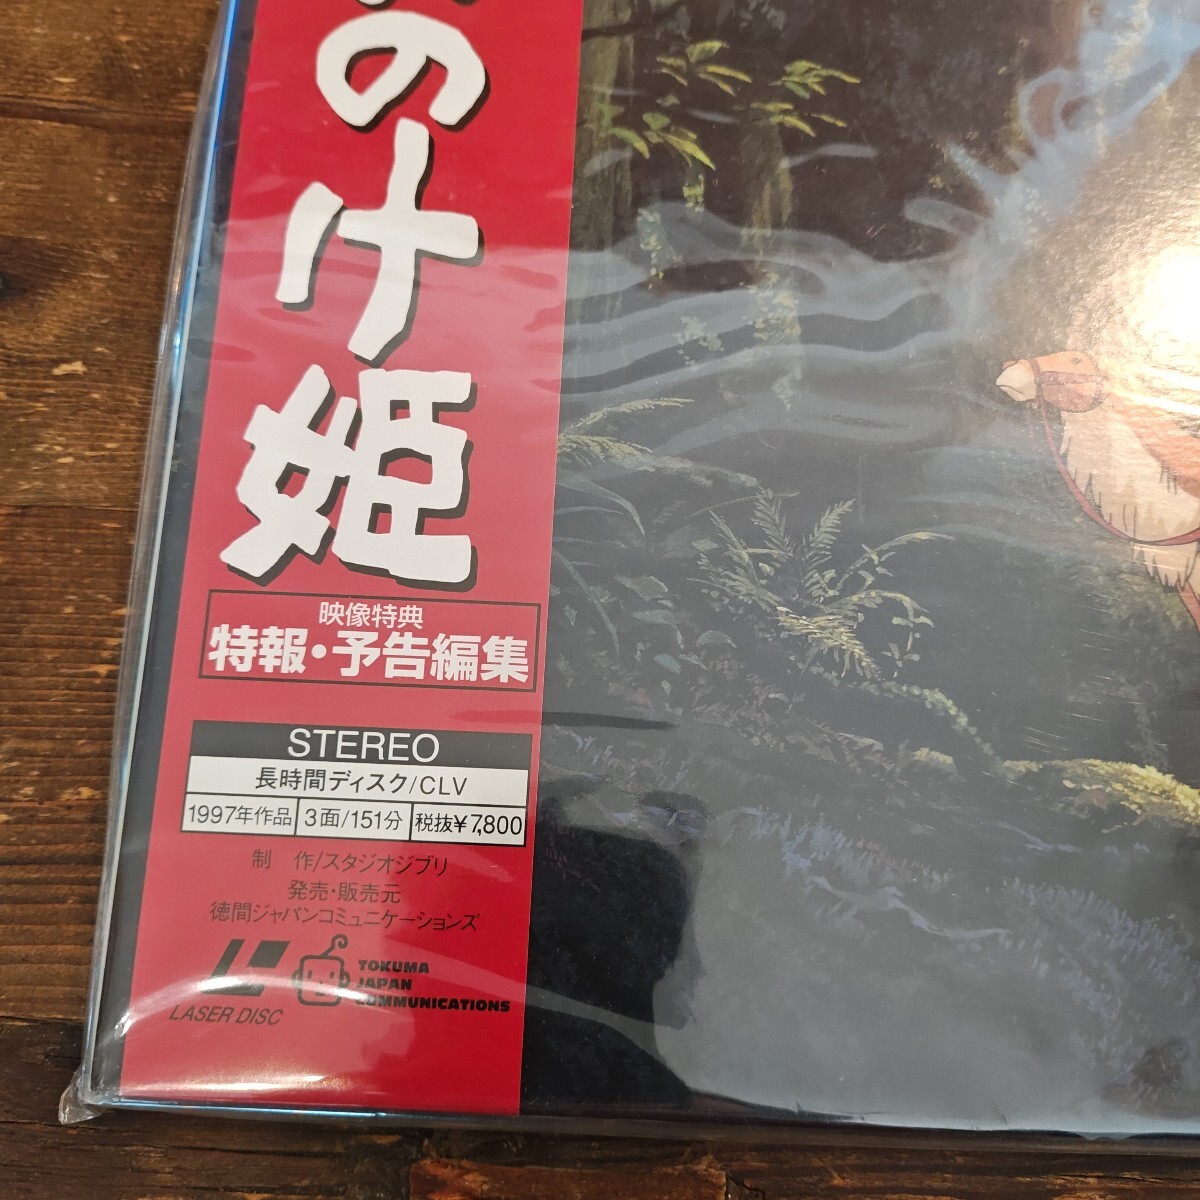 のけ姫
映像特典
特報・予告編集
STEREO
長時間ディスク/CLV
1997年作品 3面/151分 税抜¥7,800
制 作/スタジオジブリ
発売・販売元
徳間ジャパンコミュニケーションズ
LASER DISC
TOKUMA
JAPAN
COMMUNICATIONS